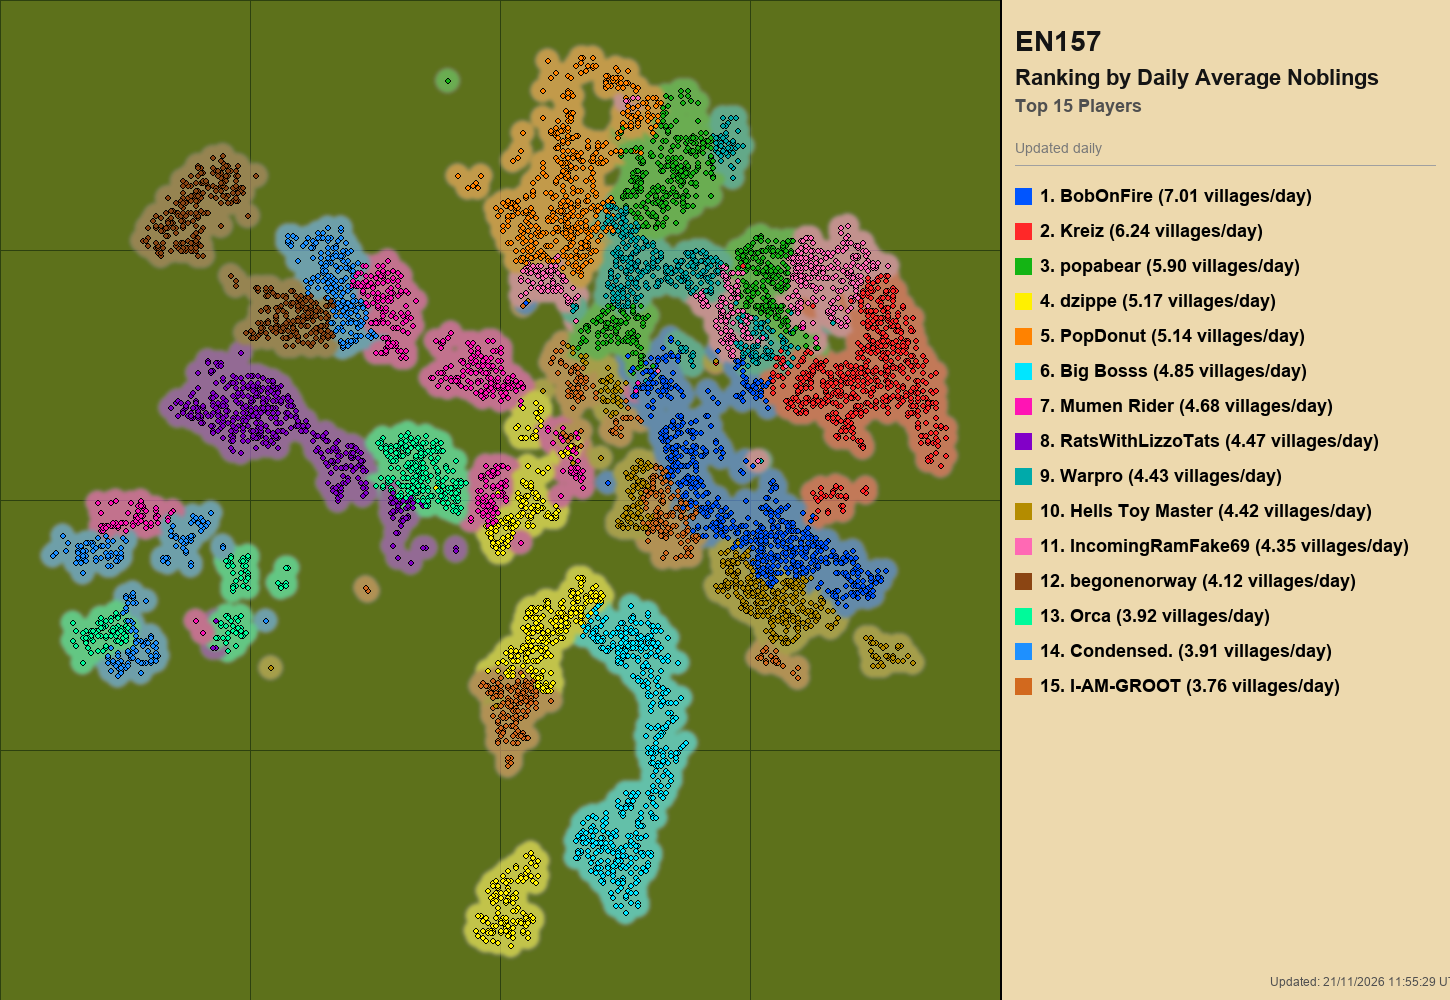 EN157
Ranking by Daily Average Noblings
Top 15 Players
Updated daily
1. BobOnFire (7.01 villages/day)
2. Kreiz (6.24 villages/day)
3. popabear (5.90 villages/day)
4. dzippe (5.17 villages/day)
5. PopDonut (5.14 villages/day)
6. Big Bosss (4.85 villages/day)
7. Mumen Rider (4.68 villages/day)
8. RatsWithLizzoTats (4.47 villages/day)
9. Warpro (4.43 villages/day)
10. Hells Toy Master (4.42 villages/day)
11. IncomingRamFake69 (4.35 villages/day)
12. begonenorway (4.12 villages/day)
13. Orca (3.92 villages/day)
14. Condensed. (3.91 villages/day)
15. I-AM-GROOT (3.76 villages/day)
Updated: 21/11/2026 11:55:29